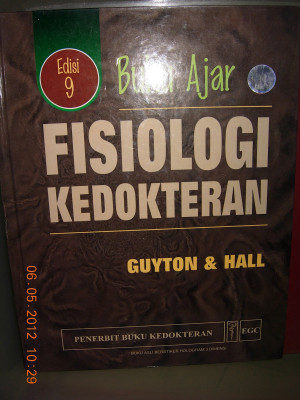 Edisi
9
Buku Ajar
FISIOLOGI
KEDOKTERAN
GUYTON & HALL
PENERBIT BUKU KEDOKTERAN
EGC
06.05.2012 10:29